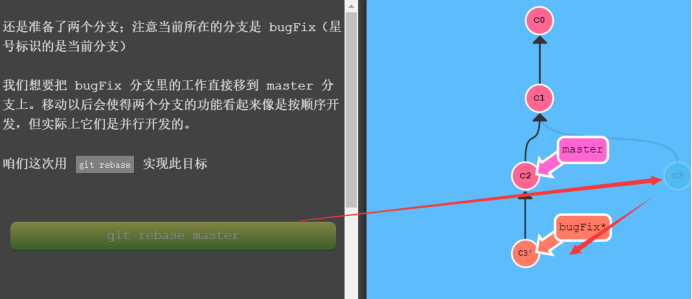 还是准备了两个分支；注意当前所在的分支是 bugFix（星
号标识的是当前分支）
我们想要把 bugFix 分支里的工作直接移到 master 分
支上。移动以后会使得两个分支的功能看起来像是按顺序开
发，但实际上它们是并行开发的。
咱们这次用 git rebase 实现此目标
git rebase master
C0
C1
master
C2
C3
bugFix*
C3'